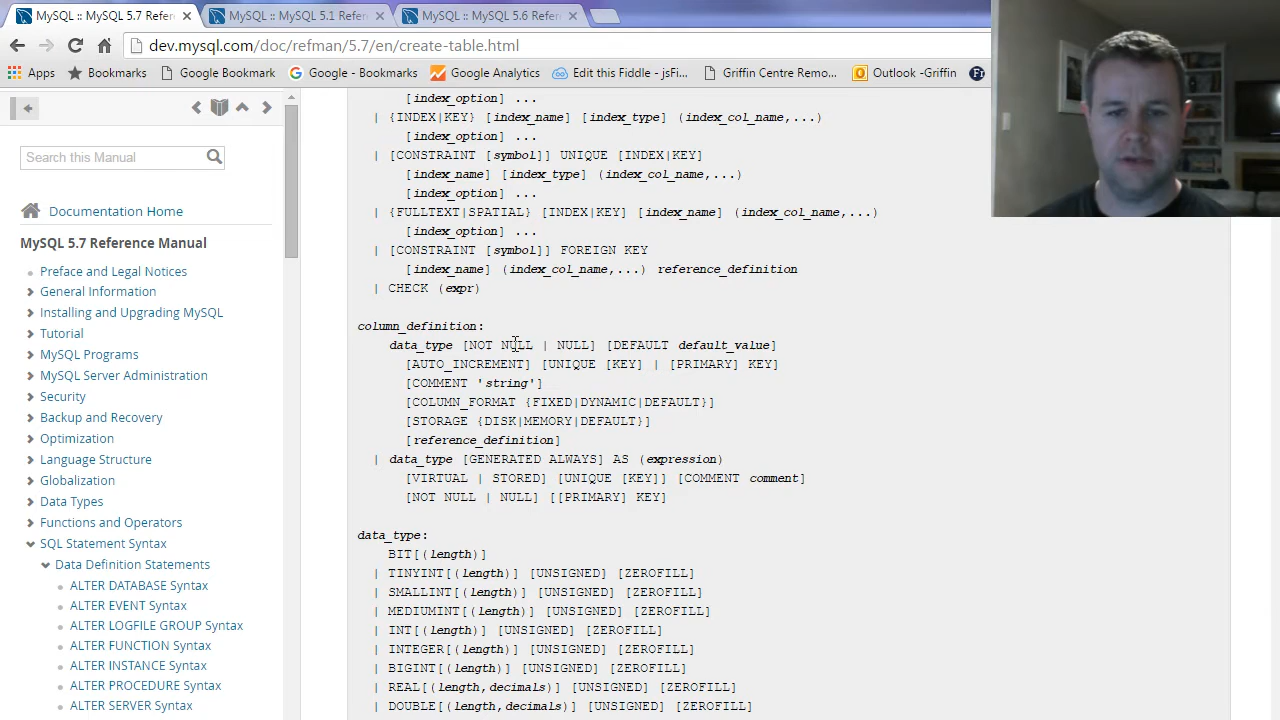 MySQL :: MySQL 5.7 Refer
MySQL :: MySQL 5.1 Refer
MySQL :: MySQL 5.6 Refer
dev.mysql.com/doc/refman/5.7/en/create-table.html
Apps
Bookmarks
Google Bookmark
Google - Bookmarks
Google Analytics
Edit this Fiddle - jsFi...
Griffin Centre Remo...
Outlook -Griffin
Fr
Search this Manual
Documentation Home
MySQL 5.7 Reference Manual
Preface and Legal Notices
General Information
Installing and Upgrading MySQL
Tutorial
MySQL Programs
MySQL Server Administration
Security
Backup and Recovery
Optimization
Language Structure
Globalization
Data Types
Functions and Operators
SQL Statement Syntax
Data Definition Statements
ALTER DATABASE Syntax
ALTER EVENT Syntax
ALTER LOGFILE GROUP Syntax
ALTER FUNCTION Syntax
ALTER INSTANCE Syntax
ALTER PROCEDURE Syntax
ALTER SERVER Syntax
[index_option] ...
| {INDEX|KEY} [index_name] [index_type] (index_col_name,...)
[index_option] ...
| [CONSTRAINT [symbol]] UNIQUE [INDEX|KEY]
[index_name] [index_type] (index_col_name,...)
[index_option] ...
| {FULLTEXT|SPATIAL} [INDEX|KEY] [index_name] (index_col_name,...)
[index_option] ...
| [CONSTRAINT [symbol]] FOREIGN KEY
[index_name] (index_col_name,...) reference_definition
| CHECK (expr)
column_definition:
data_type [NOT NULL | NULL] [DEFAULT default_value]
[AUTO_INCREMENT] [UNIQUE [KEY] | [PRIMARY] KEY]
[COMMENT 'string']
[COLUMN_FORMAT {FIXED|DYNAMIC|DEFAULT}]
[STORAGE {DISK|MEMORY|DEFAULT}]
[reference_definition]
| data_type [GENERATED ALWAYS] AS (expression)
[VIRTUAL | STORED] [UNIQUE [KEY]] [COMMENT comment]
[NOT NULL | NULL] [[PRIMARY] KEY]
data_type:
BIT[(length)]
| TINYINT[(length)] [UNSIGNED] [ZEROFILL]
| SMALLINT[(length)] [UNSIGNED] [ZEROFILL]
| MEDIUMINT[(length)] [UNSIGNED] [ZEROFILL]
| INT[(length)] [UNSIGNED] [ZEROFILL]
| INTEGER[(length)] [UNSIGNED] [ZEROFILL]
| BIGINT[(length)] [UNSIGNED] [ZEROFILL]
| REAL[(length,decimals)] [UNSIGNED] [ZEROFILL]
| DOUBLE[(length,decimals)] [UNSIGNED] [ZEROFILL]